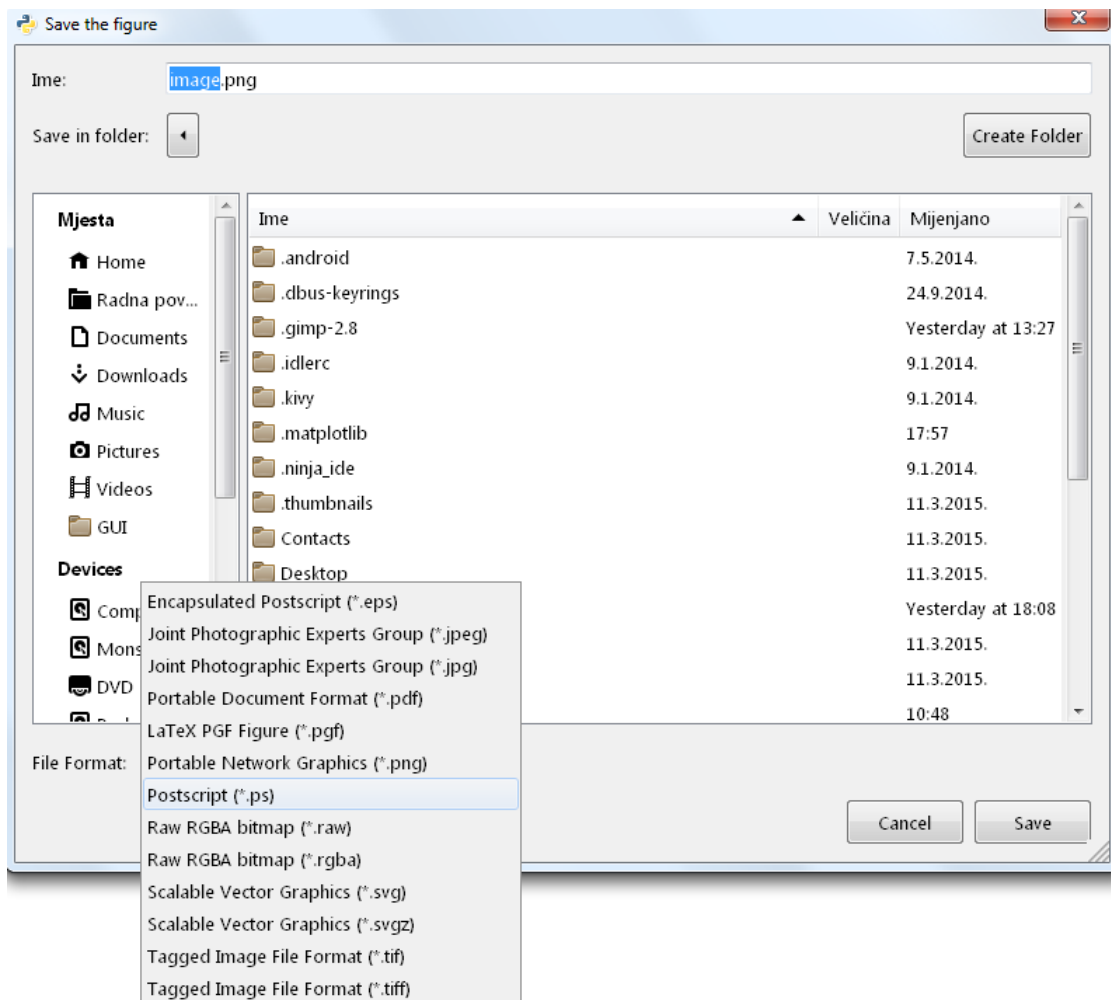 Save the figure
Ime: image.png
Save in folder: Create Folder
Mjesta
Home
Radna pov...
Documents
Downloads
Music
Pictures
Videos
GUI
Devices
DVD
Ime Veličina Mijenjano
.android 7.5.2014.
.dbus-keyrings 24.9.2014.
.gimp-2.8 Yesterday at 13:27
.idlerc 9.1.2014.
.kivy 9.1.2014.
.matplotlib 17:57
.ninja_ide 9.1.2014.
.thumbnails 11.3.2015.
Contacts 11.3.2015.
Desktop 11.3.2015.
Yesterday at 18:08
11.3.2015.
11.3.2015.
10:48
File Format:
Encapsulated Postscript (*.eps)
Joint Photographic Experts Group (*.jpeg)
Joint Photographic Experts Group (*.jpg)
Portable Document Format (*.pdf)
LaTeX PGF Figure (*.pgf)
Portable Network Graphics (*.png)
Postscript (*.ps)
Raw RGBA bitmap (*.raw)
Raw RGBA bitmap (*.rgba)
Scalable Vector Graphics (*.svg)
Scalable Vector Graphics (*.svgz)
Tagged Image File Format (*.tif)
Tagged Image File Format (*.tiff)
Cancel Save